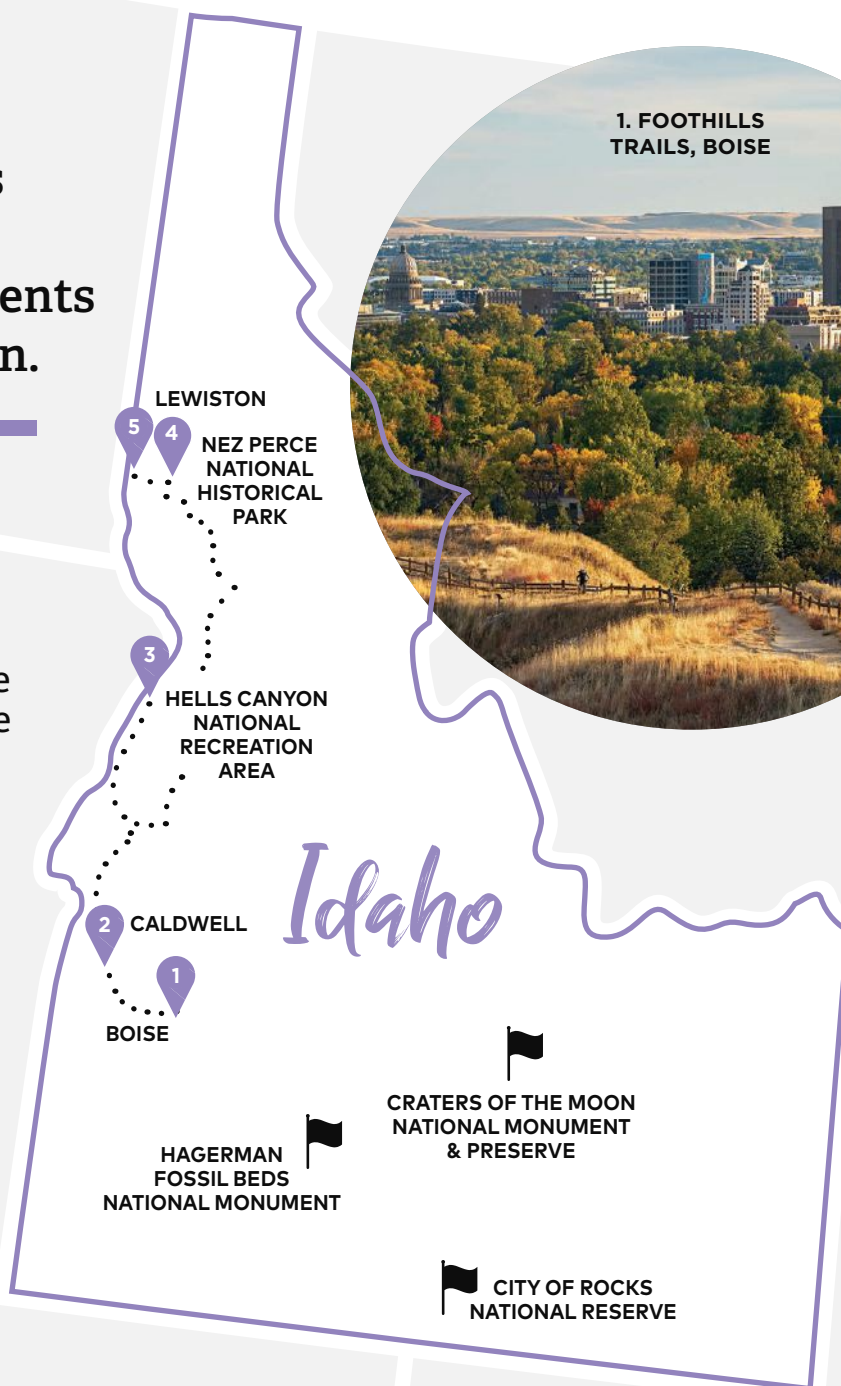 s
ents
n.
e
e
1. FOOTHILLS
TRAILS, BOISE
LEWISTON
5
4
NEZ PERCE
NATIONAL
HISTORICAL
PARK
3
HELLS CANYON
NATIONAL
RECREATION
AREA
Idaho
2
CALDWELL
1
BOISE
CRATERS OF THE MOON
NATIONAL MONUMENT
& PRESERVE
HAGERMAN
FOSSIL BEDS
NATIONAL MONUMENT
CITY OF ROCKS
NATIONAL RESERVE